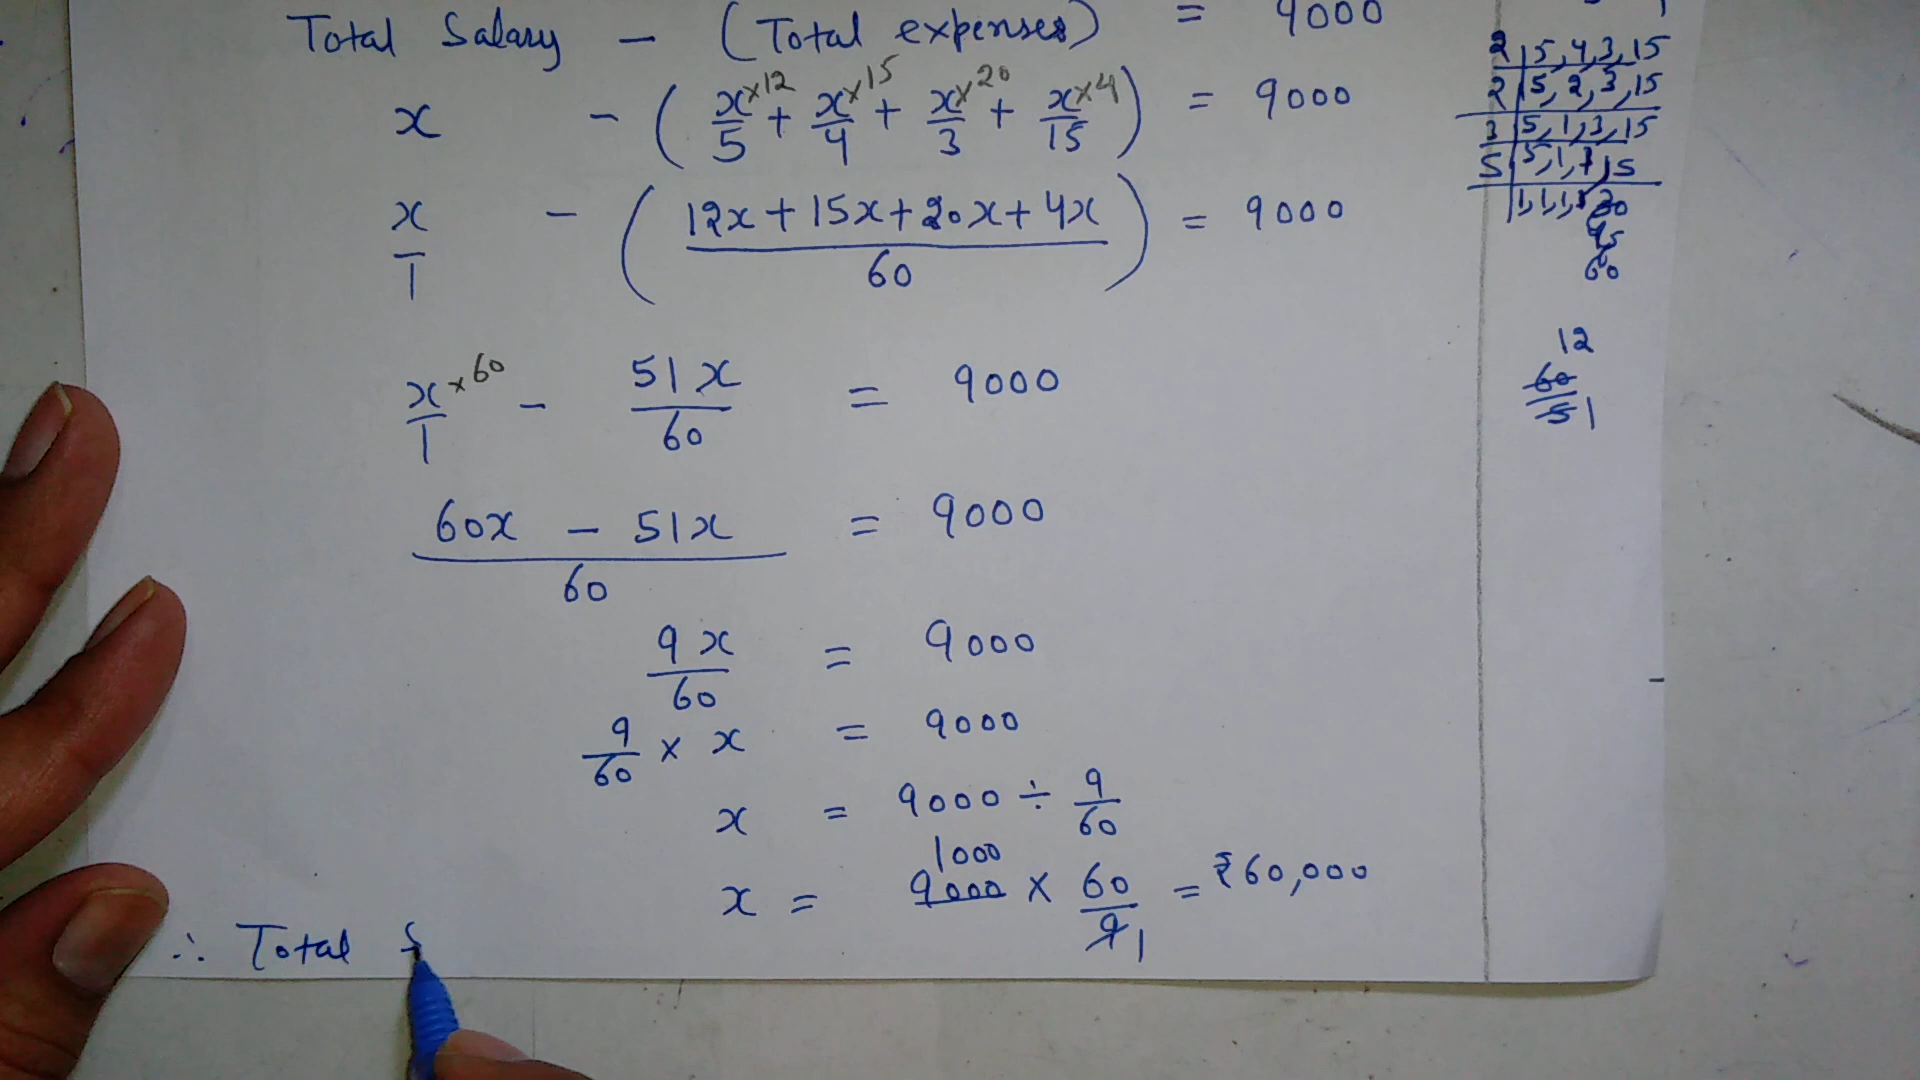 Total Salary - (Total expenses) = 9000
x - ( x×12/5 + x×15/4 + x×20/3 + x×4/15 ) = 9000
x/1 - ( 12x+15x+20x+4x / 60 ) = 9000
x×60/1 - 51x/60 = 9000
60x - 51x / 60 = 9000
9x/60 = 9000
9/60 × x = 9000
x = 9000 ÷ 9/60
1000
x = 9000 × 60/9 1 = ₹60,000
∴ Total S
2 | 5, 4, 3, 15
2 | 5, 2, 3, 15
3 | 5, 1, 3, 15
5 | 5, 1, 1, 15
60
12
60
5 1